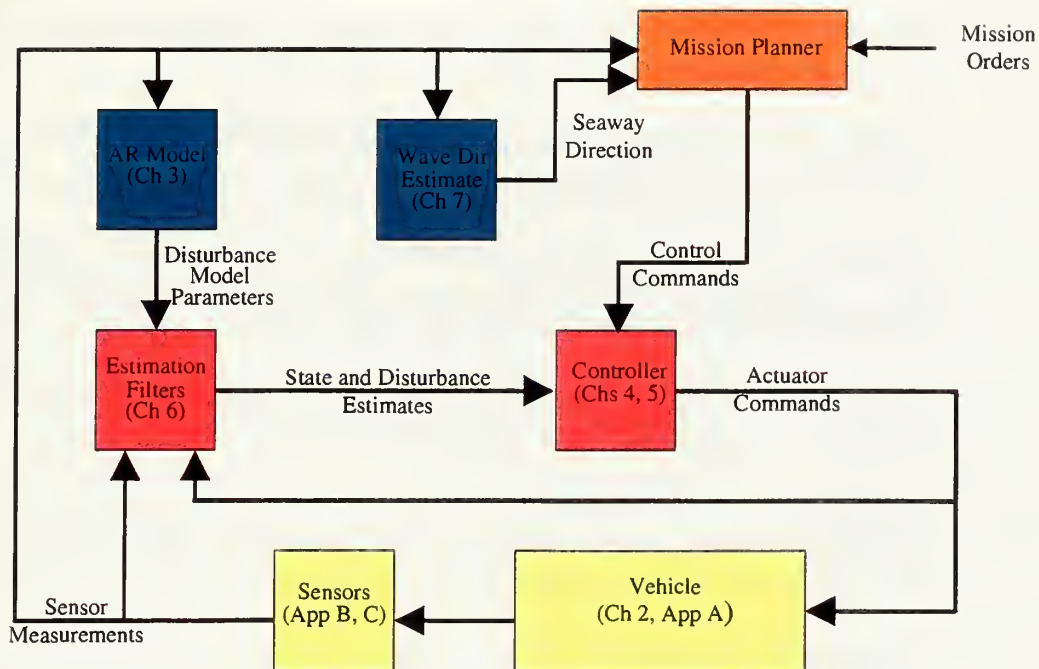 Mission Planner
Mission
Orders
AR Model
(Ch 3)
Wave Dir
Estimate
(Ch 7)
Seaway
Direction
Disturbance
Model
Parameters
Control
Commands
Estimation
Filters
(Ch 6)
State and Disturbance
Estimates
Controller
(Chs 4, 5)
Actuator
Commands
Sensors
(App B, C)
Vehicle
(Ch 2, App A)
Sensor
Measurements